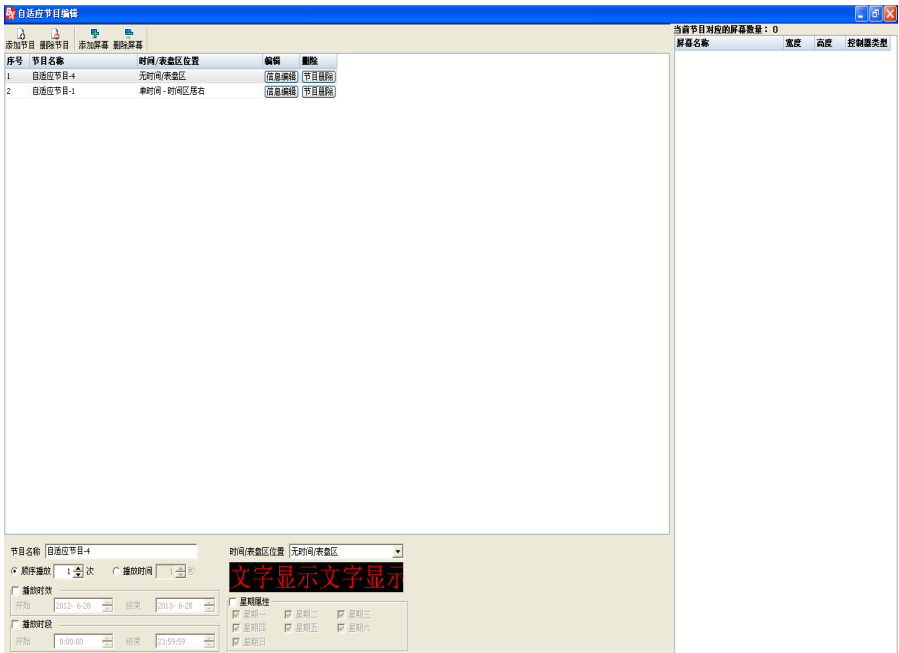 自适应节目编辑
添加节目 删除节目 添加屏幕 删除屏幕
当前节目对应的屏幕数量: 0
屏幕名称 宽度 高度 控制器类型
序号 节目名称 时间/表盘区位置 编辑 删除
1 自适应节目-4 无时间/表盘区 信息编辑 节目删除
2 自适应节目-1 单时间-时间区居右 信息编辑 节目删除
节目名称 自适应节目-4 时间/表盘区位置 无时间/表盘区
顺序播放 1 次 播放时间 1 秒
文字显示文字显示
播放时效
开始 2012- 6-28 结束 2013- 6-28
星期属性
星期一 星期二 星期三
播放时段
星期四 星期五 星期六
开始 0:00:00 结束 23:59:59
星期日